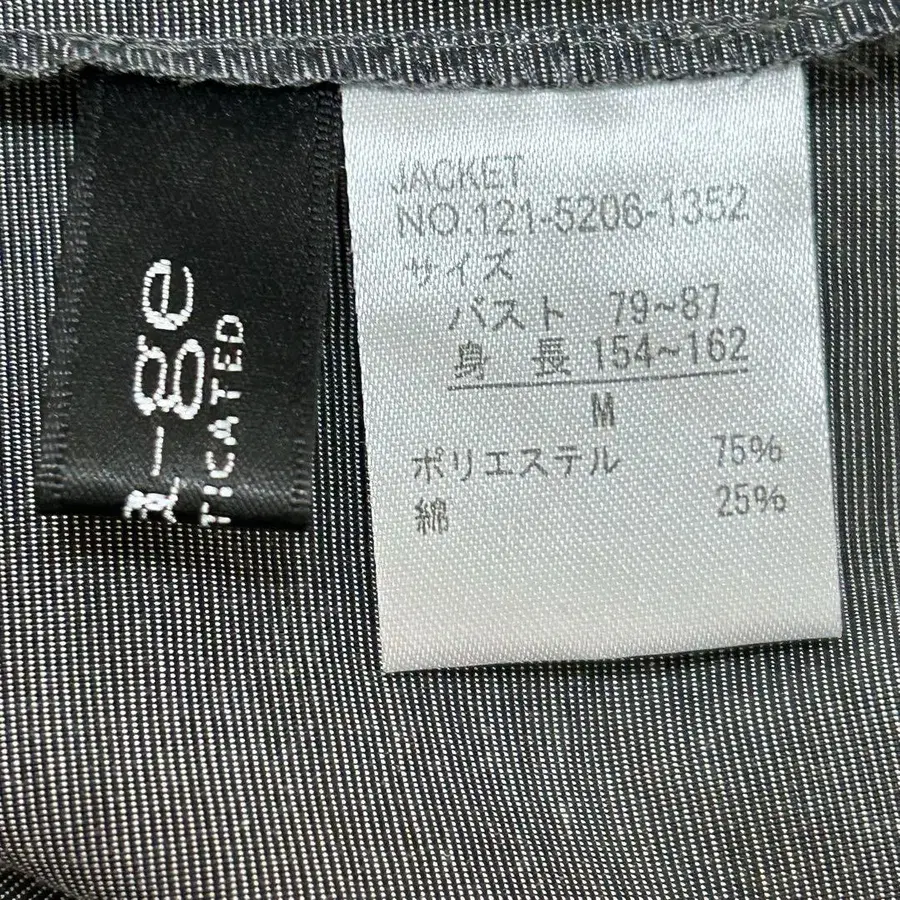 -ge
TICATED
JACKET
NO.121-5206-1352
サイズ
バスト 79~87
身長 154~162
M
ポリエステル 75%
綿 25%